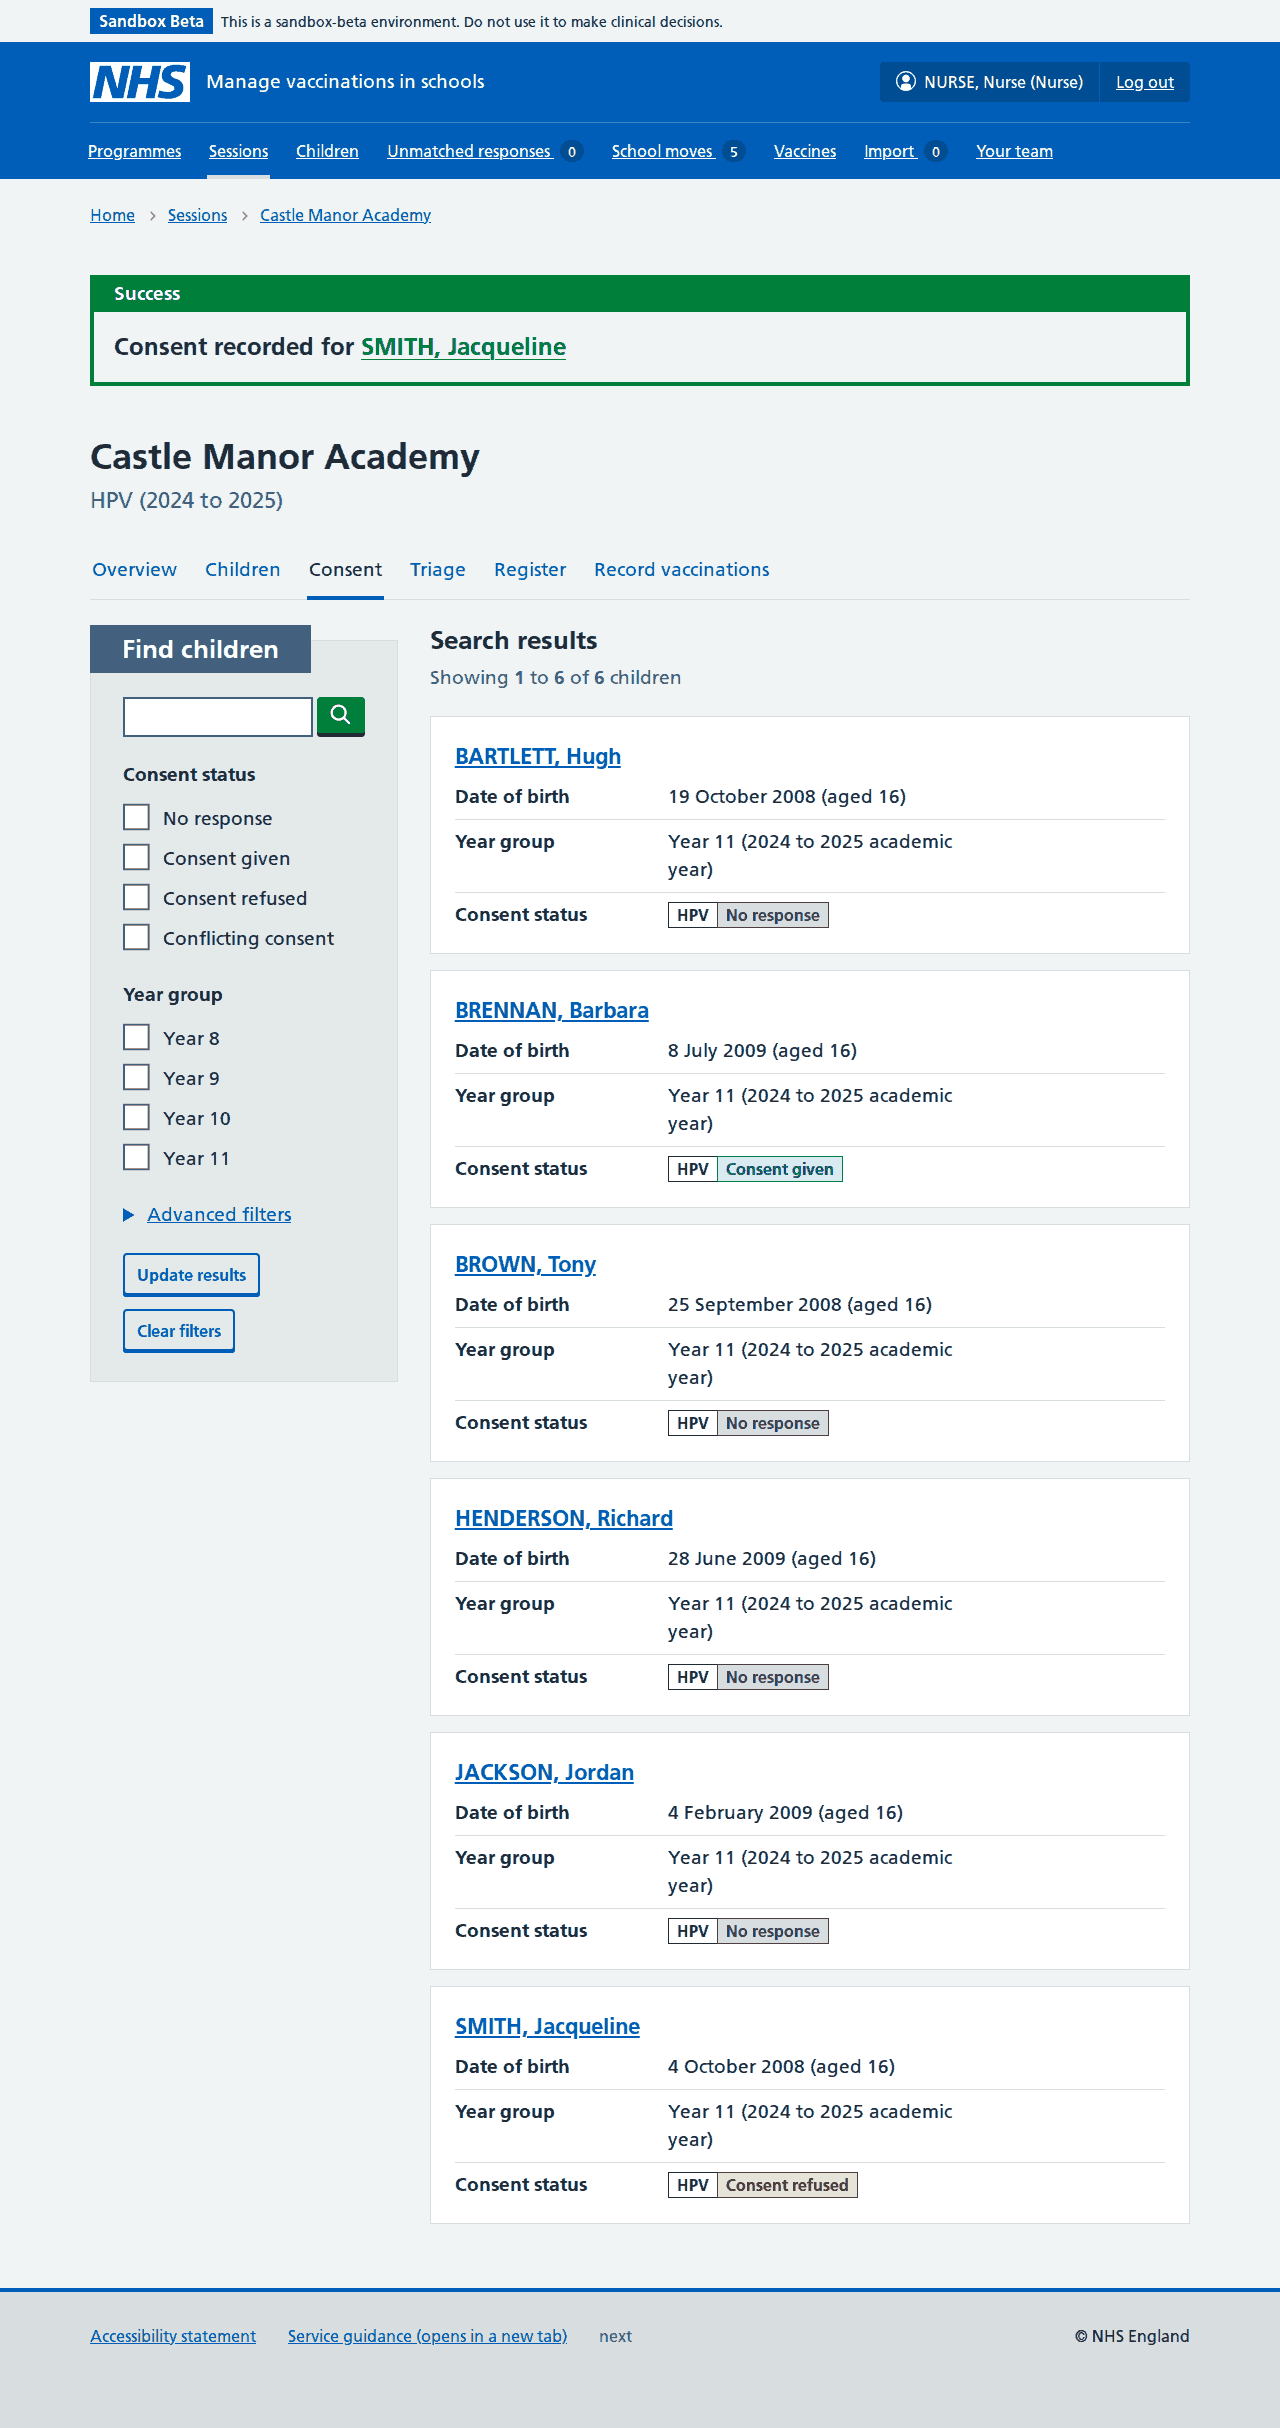 Sandbox Beta This is a sandbox-beta environment. Do not use it to make clinical decisions.
NHS Manage vaccinations in schools NURSE, Nurse (Nurse) Log out
Programmes Sessions Children Unmatched responses 0 School moves 5 Vaccines Import 0 Your team
Home Sessions Castle Manor Academy
Success
Consent recorded for SMITH, Jacqueline
Castle Manor Academy
HPV (2024 to 2025)
Overview Children Consent Triage Register Record vaccinations
Find children
Consent status
No response
Consent given
Consent refused
Conflicting consent
Year group
Year 8
Year 9
Year 10
Year 11
Advanced filters
Update results
Clear filters
Search results
Showing 1 to 6 of 6 children
BARTLETT, Hugh
Date of birth 19 October 2008 (aged 16)
Year group Year 11 (2024 to 2025 academic
year)
Consent status HPV No response
BRENNAN, Barbara
Date of birth 8 July 2009 (aged 16)
Year group Year 11 (2024 to 2025 academic
year)
Consent status HPV Consent given
BROWN, Tony
Date of birth 25 September 2008 (aged 16)
Year group Year 11 (2024 to 2025 academic
year)
Consent status HPV No response
HENDERSON, Richard
Date of birth 28 June 2009 (aged 16)
Year group Year 11 (2024 to 2025 academic
year)
Consent status HPV No response
JACKSON, Jordan
Date of birth 4 February 2009 (aged 16)
Year group Year 11 (2024 to 2025 academic
year)
Consent status HPV No response
SMITH, Jacqueline
Date of birth 4 October 2008 (aged 16)
Year group Year 11 (2024 to 2025 academic
year)
Consent status HPV Consent refused
Accessibility statement Service guidance (opens in a new tab) next © NHS England